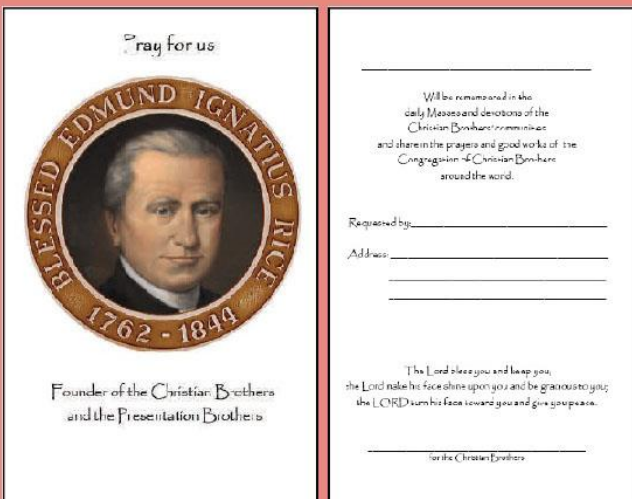 Pray for us
BLESSED EDMUND IGNATIUS RICE
1762 - 1844
Founder of the Christian Brothers
and the Presentation Brothers
Will be remembered in the
daily Masses and devotions of the
Christian Brothers' communities
and share in the prayers and good works of the
Congregation of Christian Brothers
around the world.
Requested by:
Address:
The Lord bless you and keep you;
the Lord make his face shine upon you and be gracious to you;
the LORD turn his face toward you and give you peace.
for the Christian Brothers